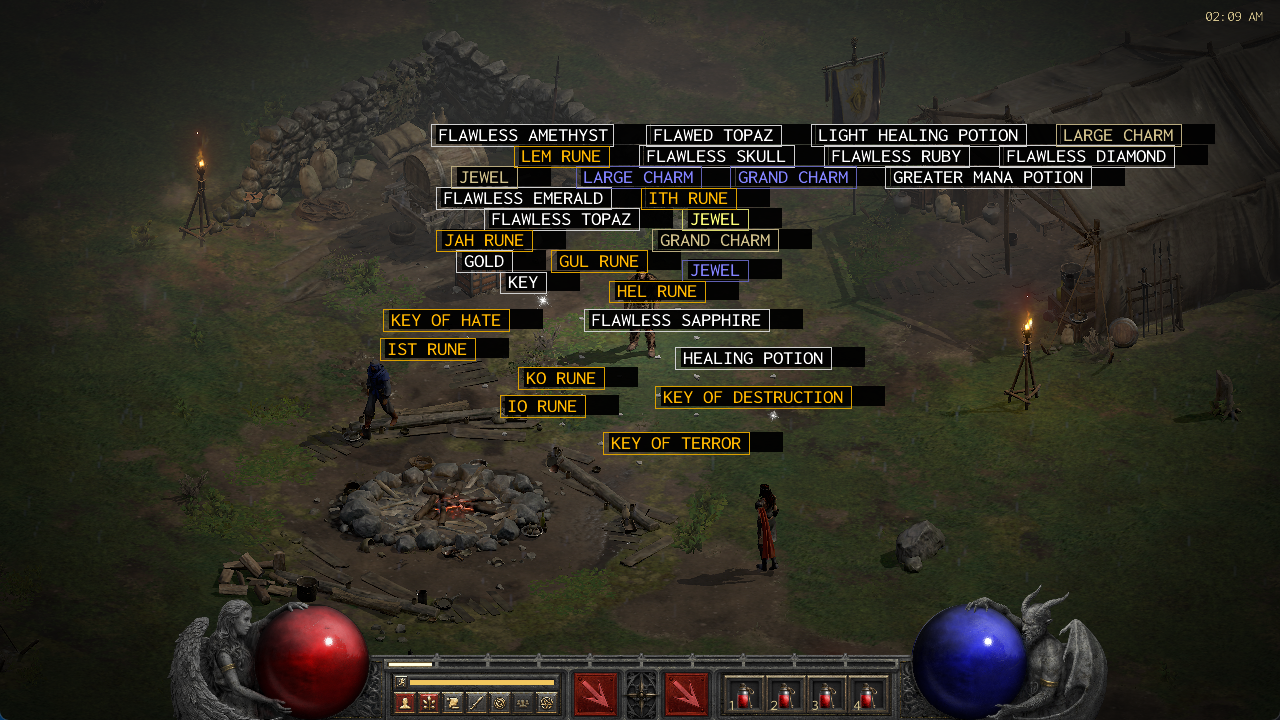 02:09 AM
FLAWLESS AMETHYST FLAWED TOPAZ LIGHT HEALING POTION LARGE CHARM
LEM RUNE FLAWLESS SKULL FLAWLESS RUBY FLAWLESS DIAMOND
JEWEL LARGE CHARM GRAND CHARM GREATER MANA POTION
FLAWLESS EMERALD ITH RUNE
FLAWLESS TOPAZ JEWEL
JAH RUNE GRAND CHARM
GOLD GUL RUNE JEWEL
KEY HEL RUNE
KEY OF HATE FLAWLESS SAPPHIRE
IST RUNE HEALING POTION
KO RUNE KEY OF DESTRUCTION
IO RUNE
KEY OF TERROR
1 2 3 4